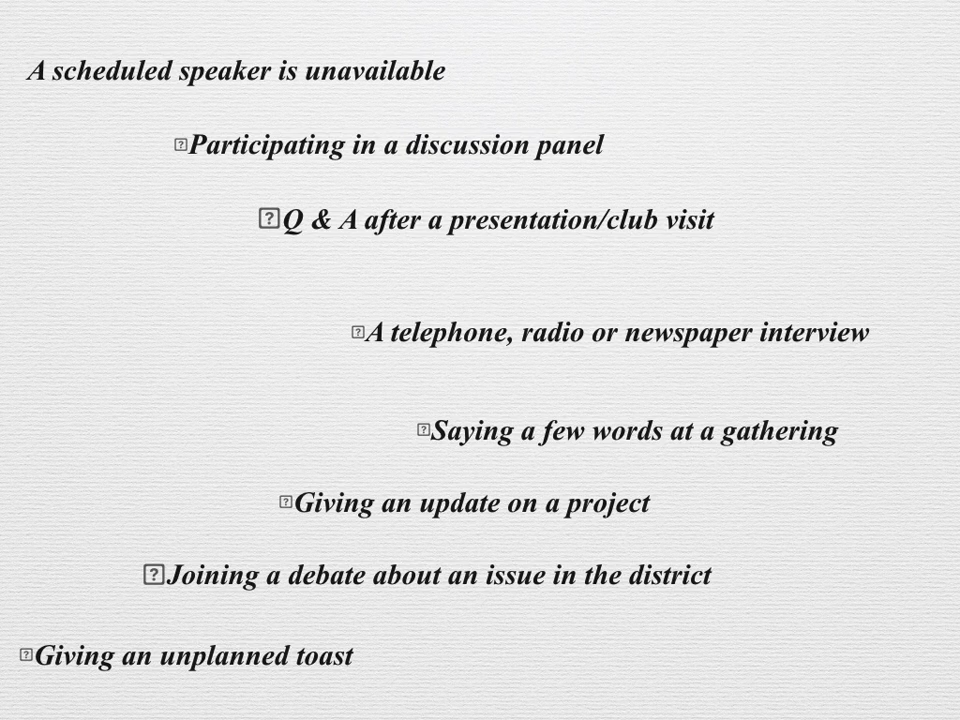 A scheduled speaker is unavailable
Participating in a discussion panel
Q & A after a presentation/club visit
A telephone, radio or newspaper interview
Saying a few words at a gathering
Giving an update on a project
Joining a debate about an issue in the district
Giving an unplanned toast